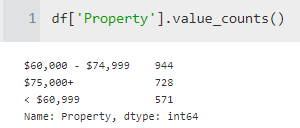 1 df['Property'].value_counts()
$60,000 - $74,999 944
$75,000+ 728
< $60,999 571
Name: Property, dtype: int64